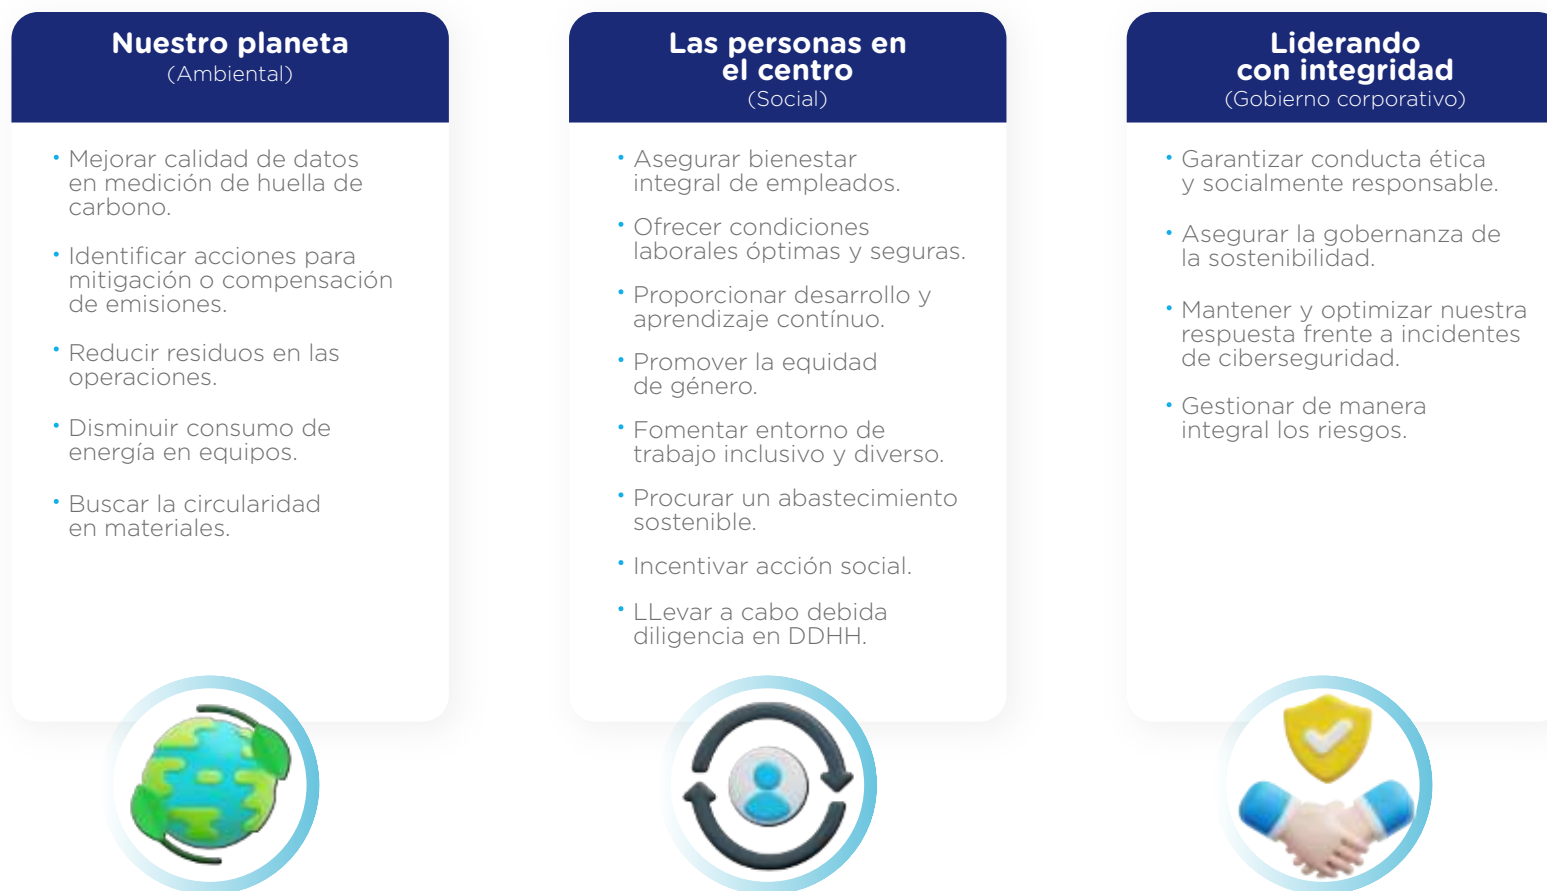 Nuestro planeta
(Ambiental)
• Mejorar calidad de datos
en medición de huella de
carbono.
• Identificar acciones para
mitigación o compensación
de emisiones.
• Reducir residuos en las
operaciones.
• Disminuir consumo de
energía en equipos.
• Buscar la circularidad
en materiales.
Las personas en
el centro
(Social)
• Asegurar bienestar
integral de empleados.
• Ofrecer condiciones
laborales óptimas y seguras.
• Proporcionar desarrollo y
aprendizaje contínuo.
• Promover la equidad
de género.
• Fomentar entorno de
trabajo inclusivo y diverso.
• Procurar un abastecimiento
sostenible.
• Incentivar acción social.
• LLevar a cabo debida
diligencia en DDHH.
Liderando
con integridad
(Gobierno corporativo)
• Garantizar conducta ética
y socialmente responsable.
• Asegurar la gobernanza de
la sostenibilidad.
• Mantener y optimizar nuestra
respuesta frente a incidentes
de ciberseguridad.
• Gestionar de manera
integral los riesgos.